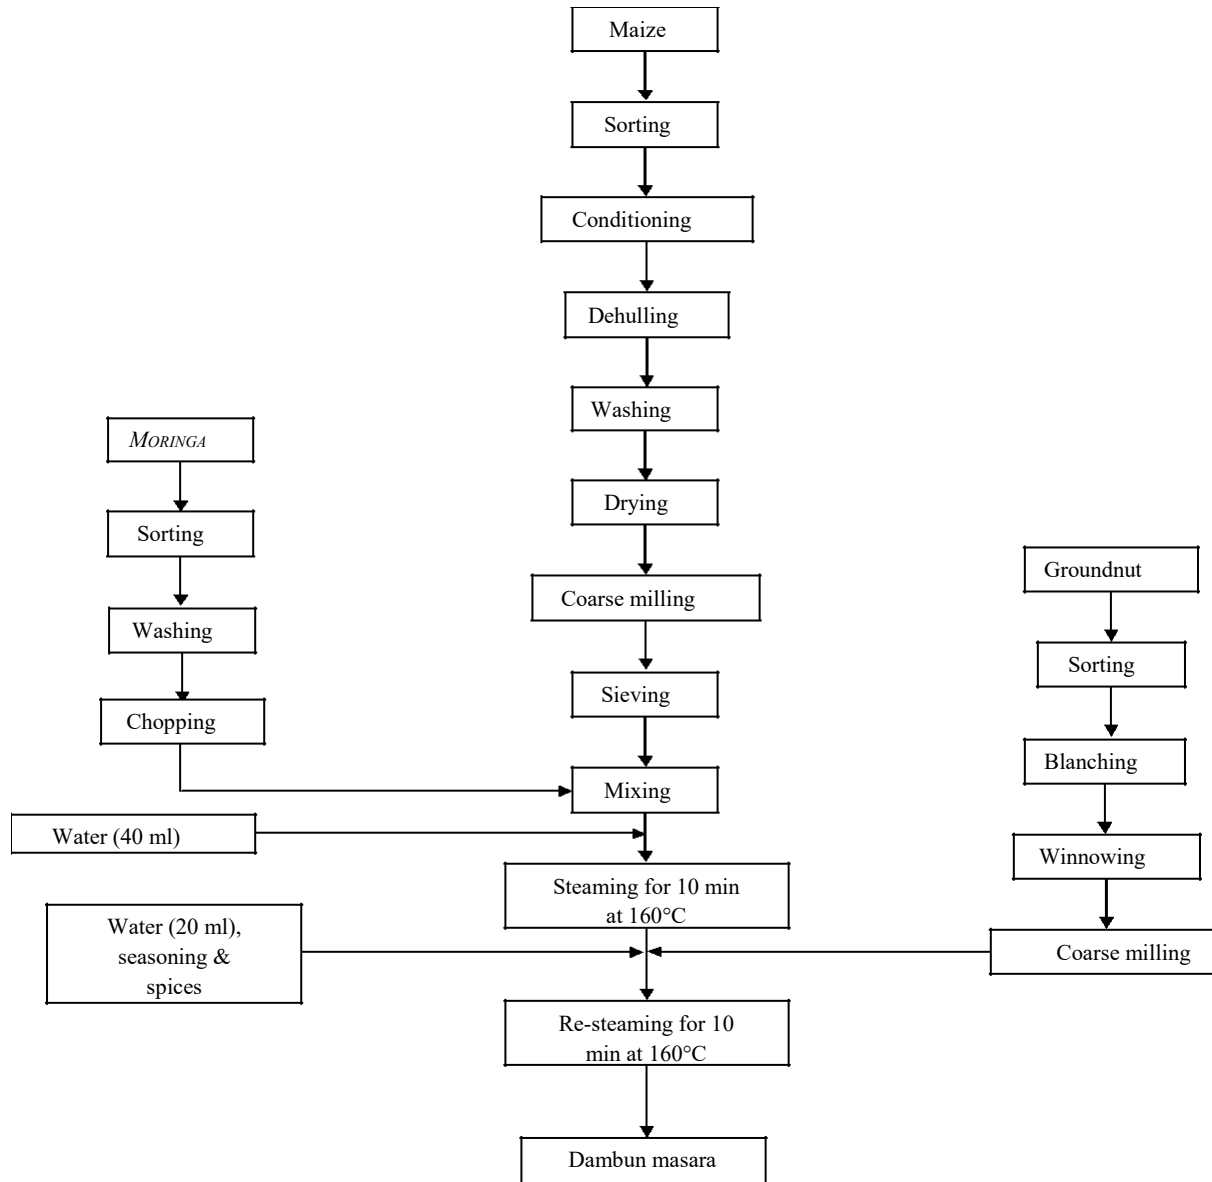 Maize
Sorting
Conditioning
Dehulling
Washing
Drying
Coarse milling
Sieving
Mixing
MORINGA
Sorting
Washing
Chopping
Water (40 ml)
Steaming for 10 min
at 160°C
Water (20 ml),
seasoning &
spices
Groundnut
Sorting
Blanching
Winnowing
Coarse milling
Re-steaming for 10
min at 160°C
Dambun masara